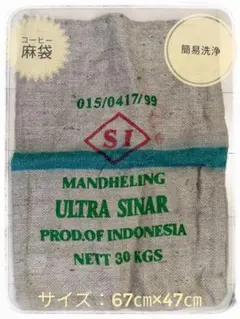 コーヒー
麻袋
簡易洗浄
015/0417/99
SI
MANDHELING
ULTRA SINAR
PROD.OF INDONESIA
NETT 30 KGS
サイズ：67cm×47cm